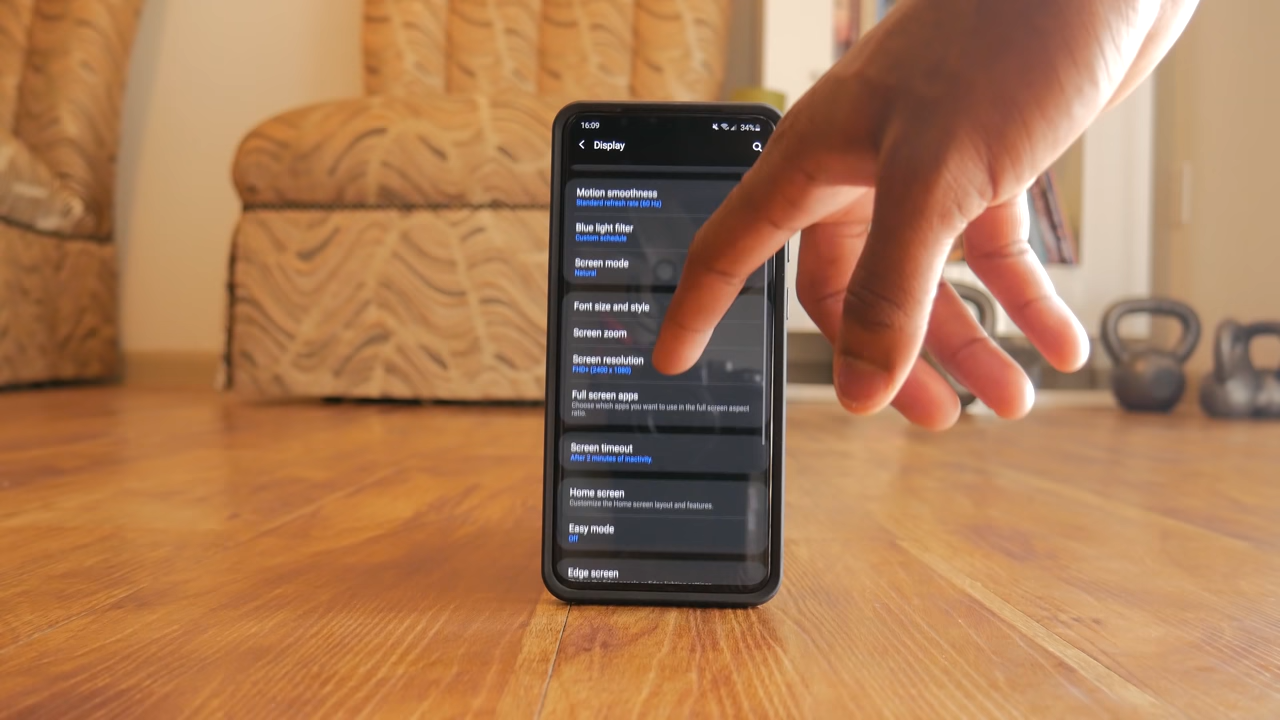 16:09 34%
Display
Motion smoothness
Standard refresh rate (60 Hz)
Blue light filter
Custom schedule
Screen mode
Natural
Font size and style
Screen zoom
Screen resolution
FHD+ (2400 x 1080)
Full screen apps
Choose which apps you want to use in the full screen aspect
ratio.
Screen timeout
After 2 minutes of inactivity.
Home screen
Customize the Home screen layout and features.
Easy mode
Off
Edge screen